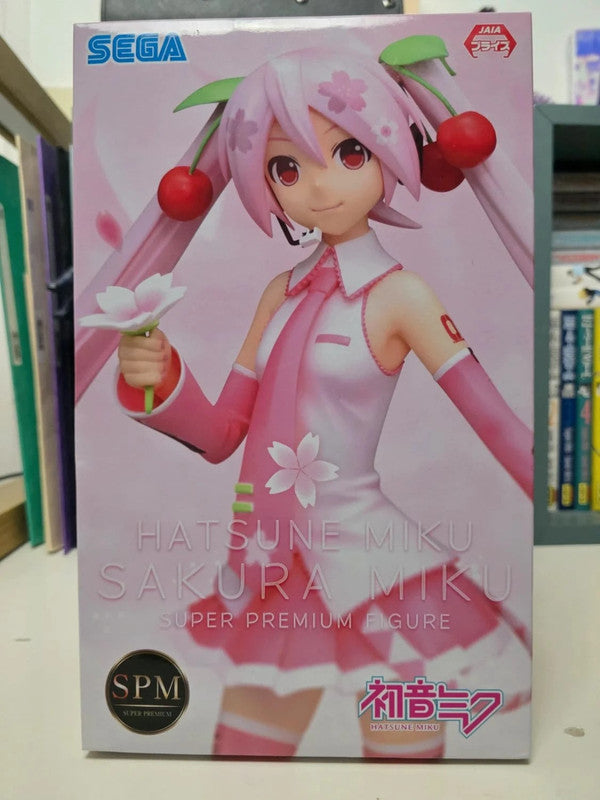 SEGA
JAIA
プライズ
HATSUNE MIKU
SAKURA MIKU
SUPER PREMIUM FIGURE
SPM
SUPER PREMIUM
初音ミク
HATSUNE MIKU